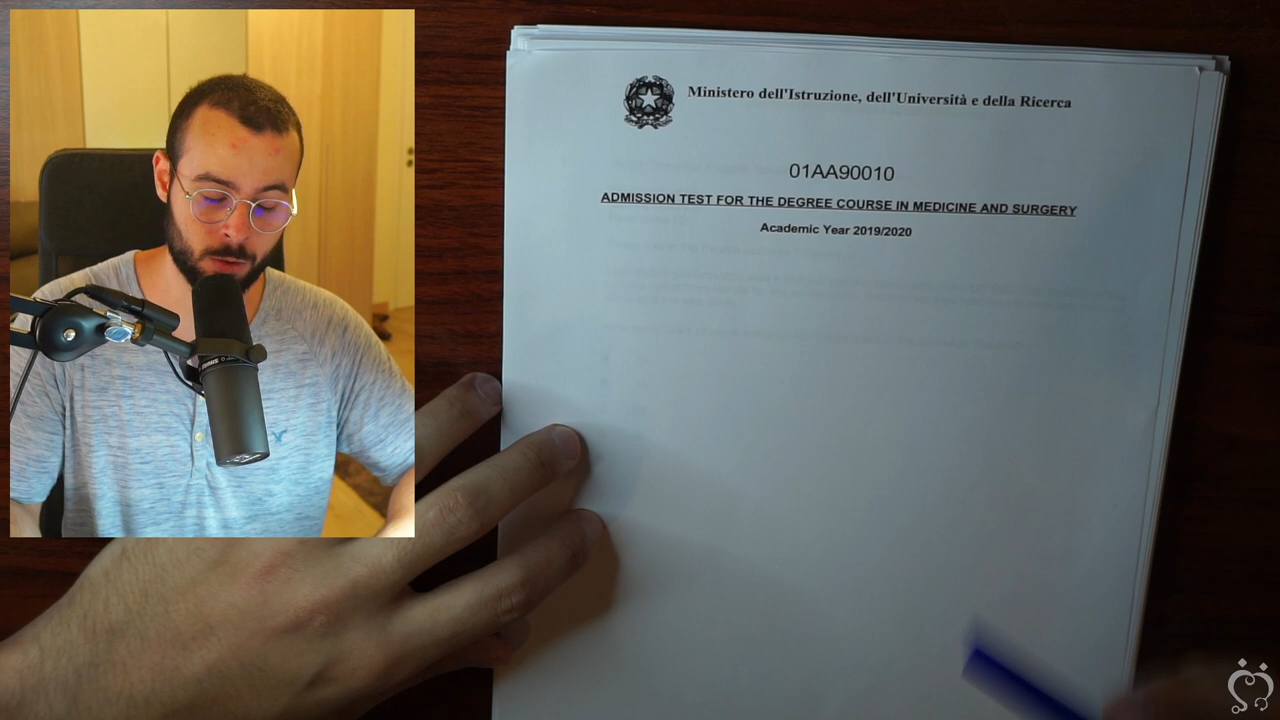 Ministero dell'Istruzione, dell'Università e della Ricerca
01AA90010
ADMISSION TEST FOR THE DEGREE COURSE IN MEDICINE AND SURGERY
Academic Year 2019/2020